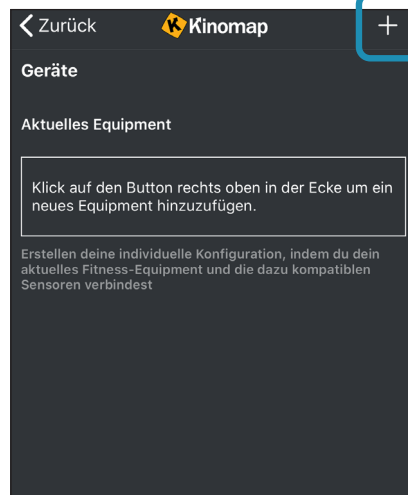 Zurück
Kinomap
Geräte
Aktuelles Equipment
Klick auf den Button rechts oben in der Ecke um ein
neues Equipment hinzuzufügen.
Erstellen deine individuelle Konfiguration, indem du dein
aktuelles Fitness-Equipment und die dazu kompatiblen
Sensoren verbindest